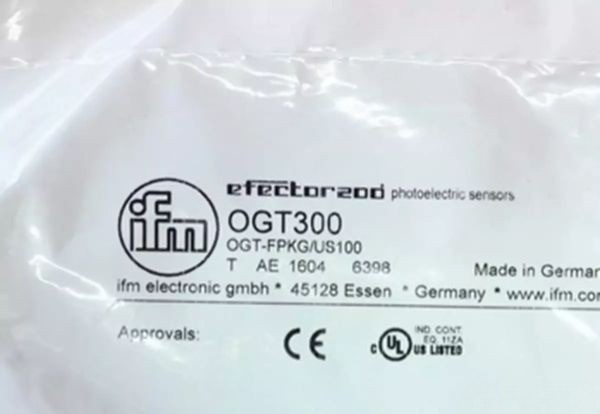 efector200 photoelectric sensors
ifm
OGT300
OGT-FPKG/US100
T AE 1604 6398
Made in German
ifm electronic gmbh * 45128 Essen * Germany * www.ifm.com
Approvals:
CE
c UL US LISTED
IND CONT
EQ. 11ZA